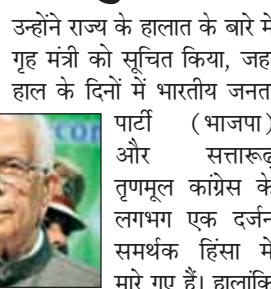 उन्होंने राज्य के हालात के बारे में
गृह मंत्री को सूचित किया, जह
हाल के दिनों में भारतीय जनत
पार्टी (भाजपा)
और सत्तारूढ़
तृणमूल कांग्रेस के
लगभग एक दर्जन
समर्थक हिंसा में
मारे गए हैं। हालांकि